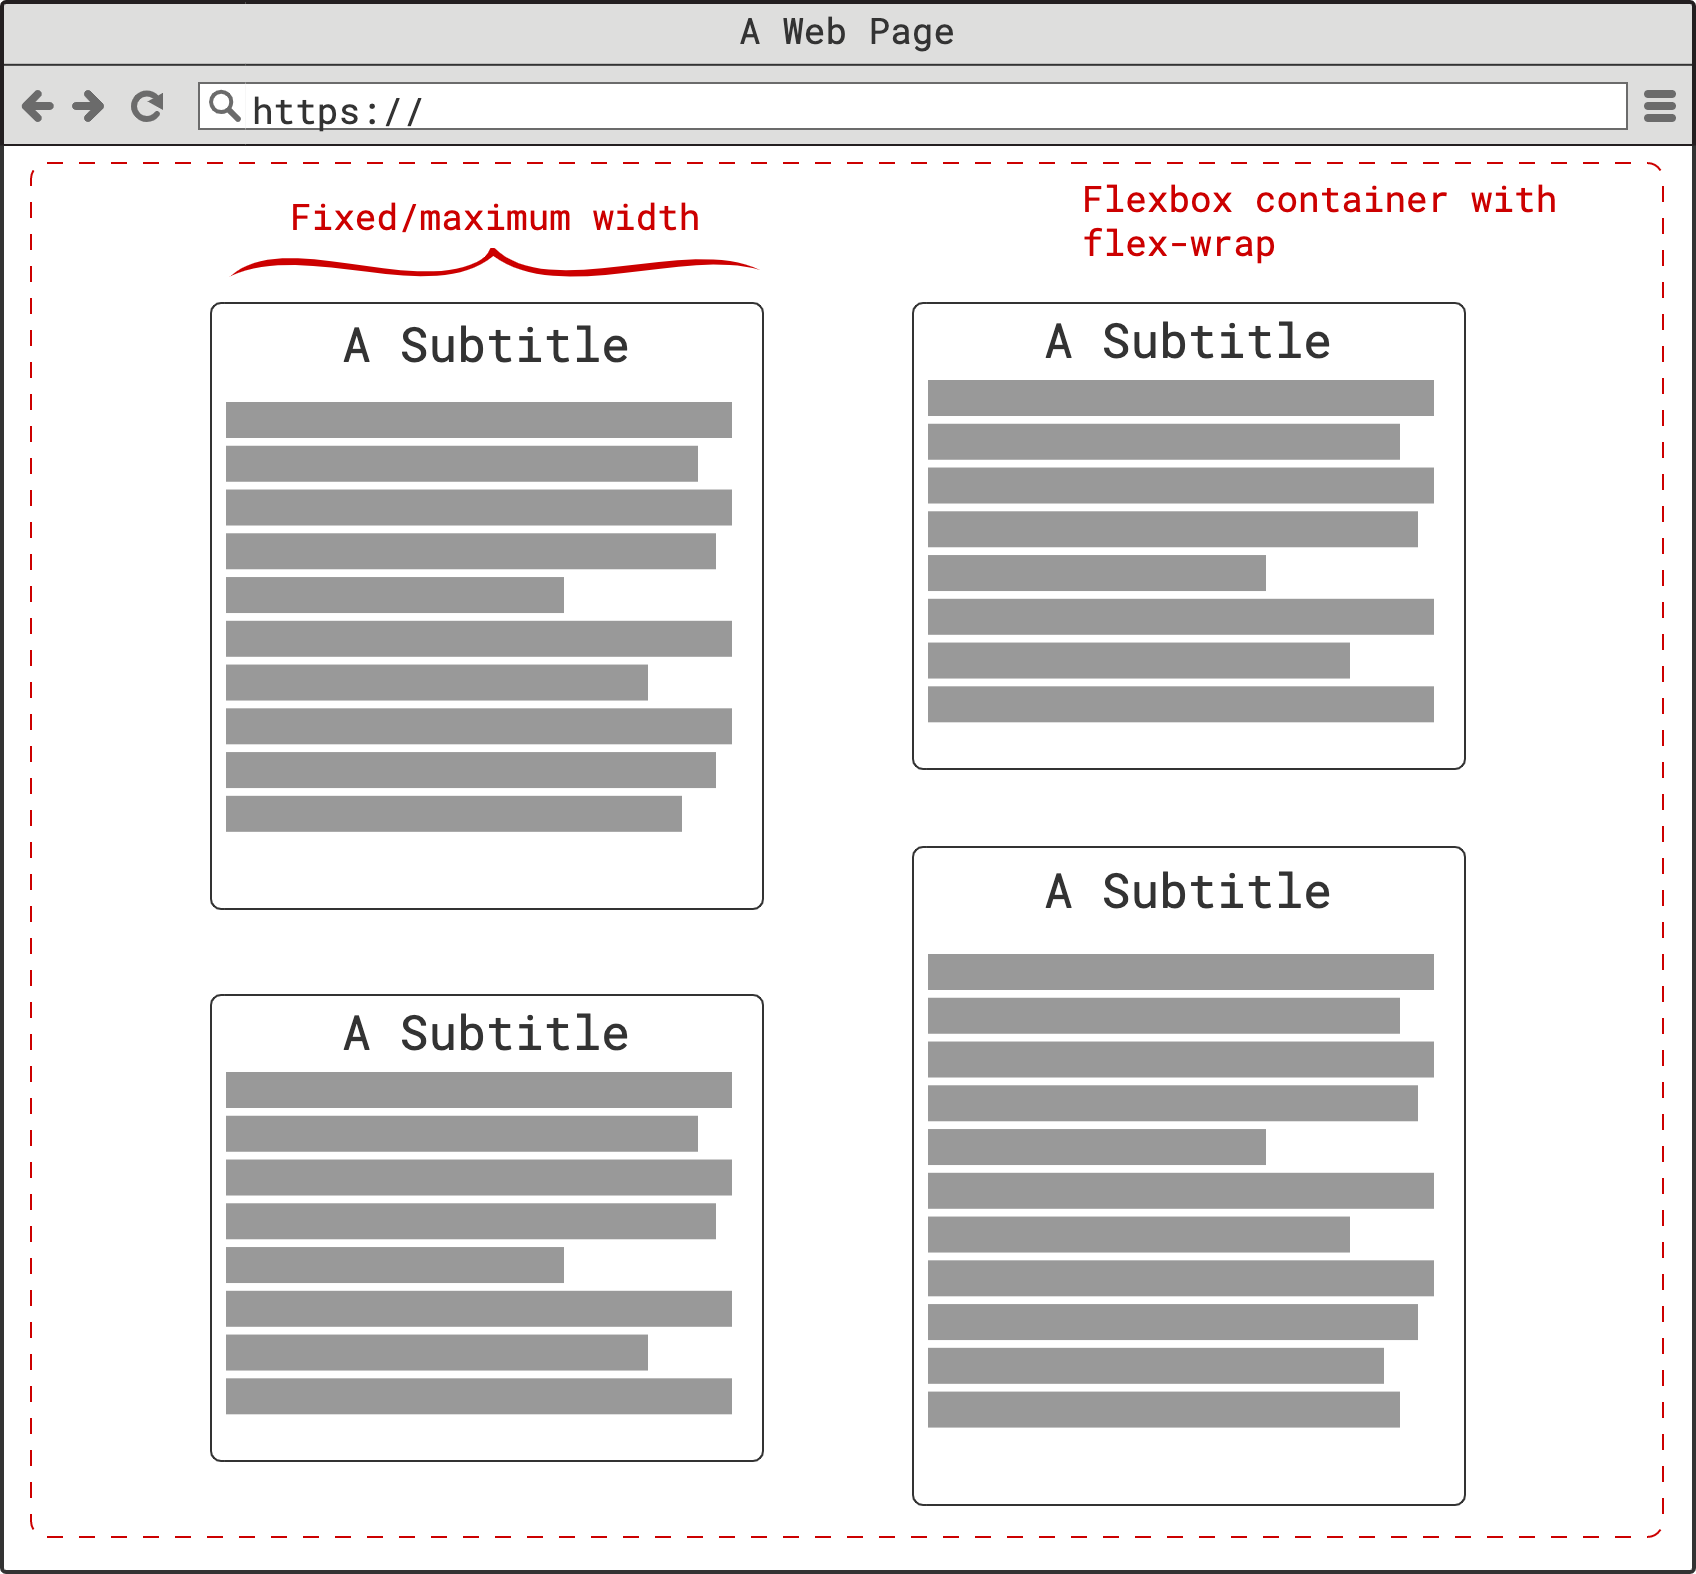 A Web Page
https://
Fixed/maximum width
Flexbox container with
flex-wrap
A Subtitle
A Subtitle
A Subtitle
A Subtitle